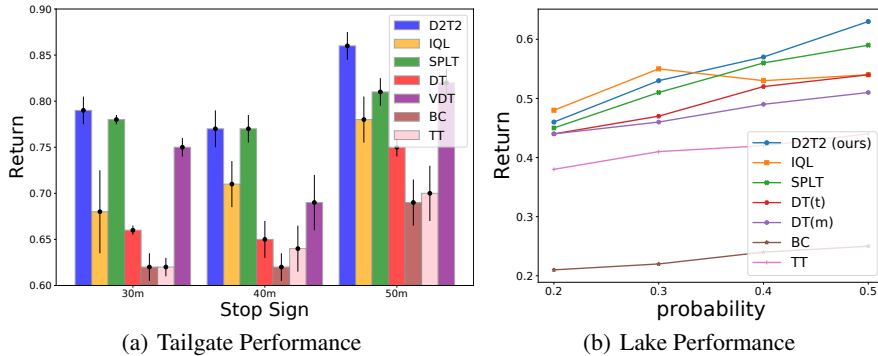 0.90
0.85
0.80
0.75
0.70
0.65
0.60
Return
D2T2
IQL
SPLT
DT
VDT
BC
TT
30m
40m
50m
Stop Sign
(a) Tailgate Performance
0.6
0.5
0.4
0.3
0.2
Return
D2T2 (ours)
IQL
SPLT
DT(t)
DT(m)
BC
TT
0.2
0.3
0.4
0.5
probability
(b) Lake Performance